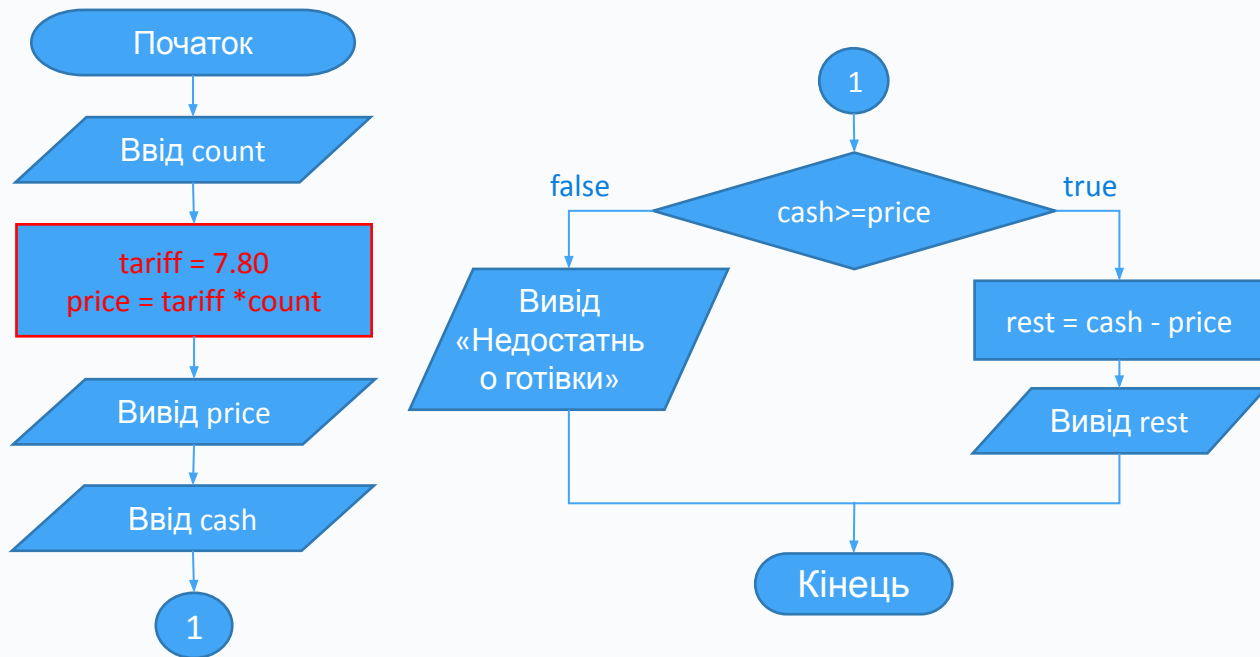 Початок
Ввід count
tariff = 7.80
price = tariff *count
Вивід price
Ввід cash
1
1
cash>=price
false
true
Вивід
«Недостатнь
о готівки»
rest = cash - price
Вивід rest
Кінець